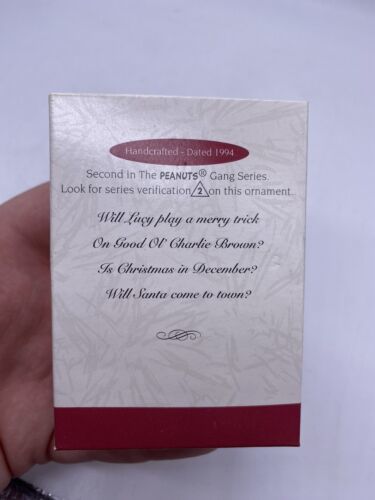 Handcrafted - Dated 1994
Second In The PEANUTS® Gang Series.
Look for series verification 2 on this ornament.
Will Lucy play a merry trick
On Good Ol' Charlie Brown?
Is Christmas in December?
Will Santa come to town?